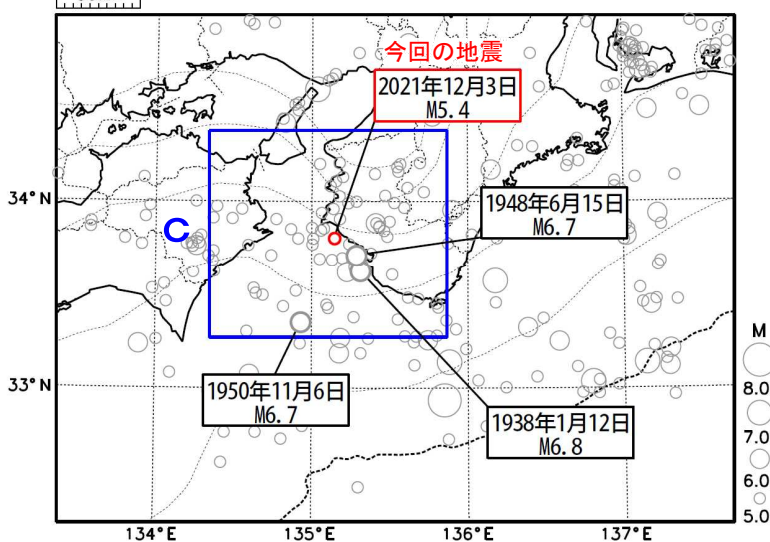 今回の地震
2021年12月3日
M5.4
34°N
1948年6月15日
M6.7
C
M
33°N
1950年11月6日
M6.7
1938年1月12日
M6.8
8.0
7.0
6.0
5.0
134°E
135°E
136°E
137°E